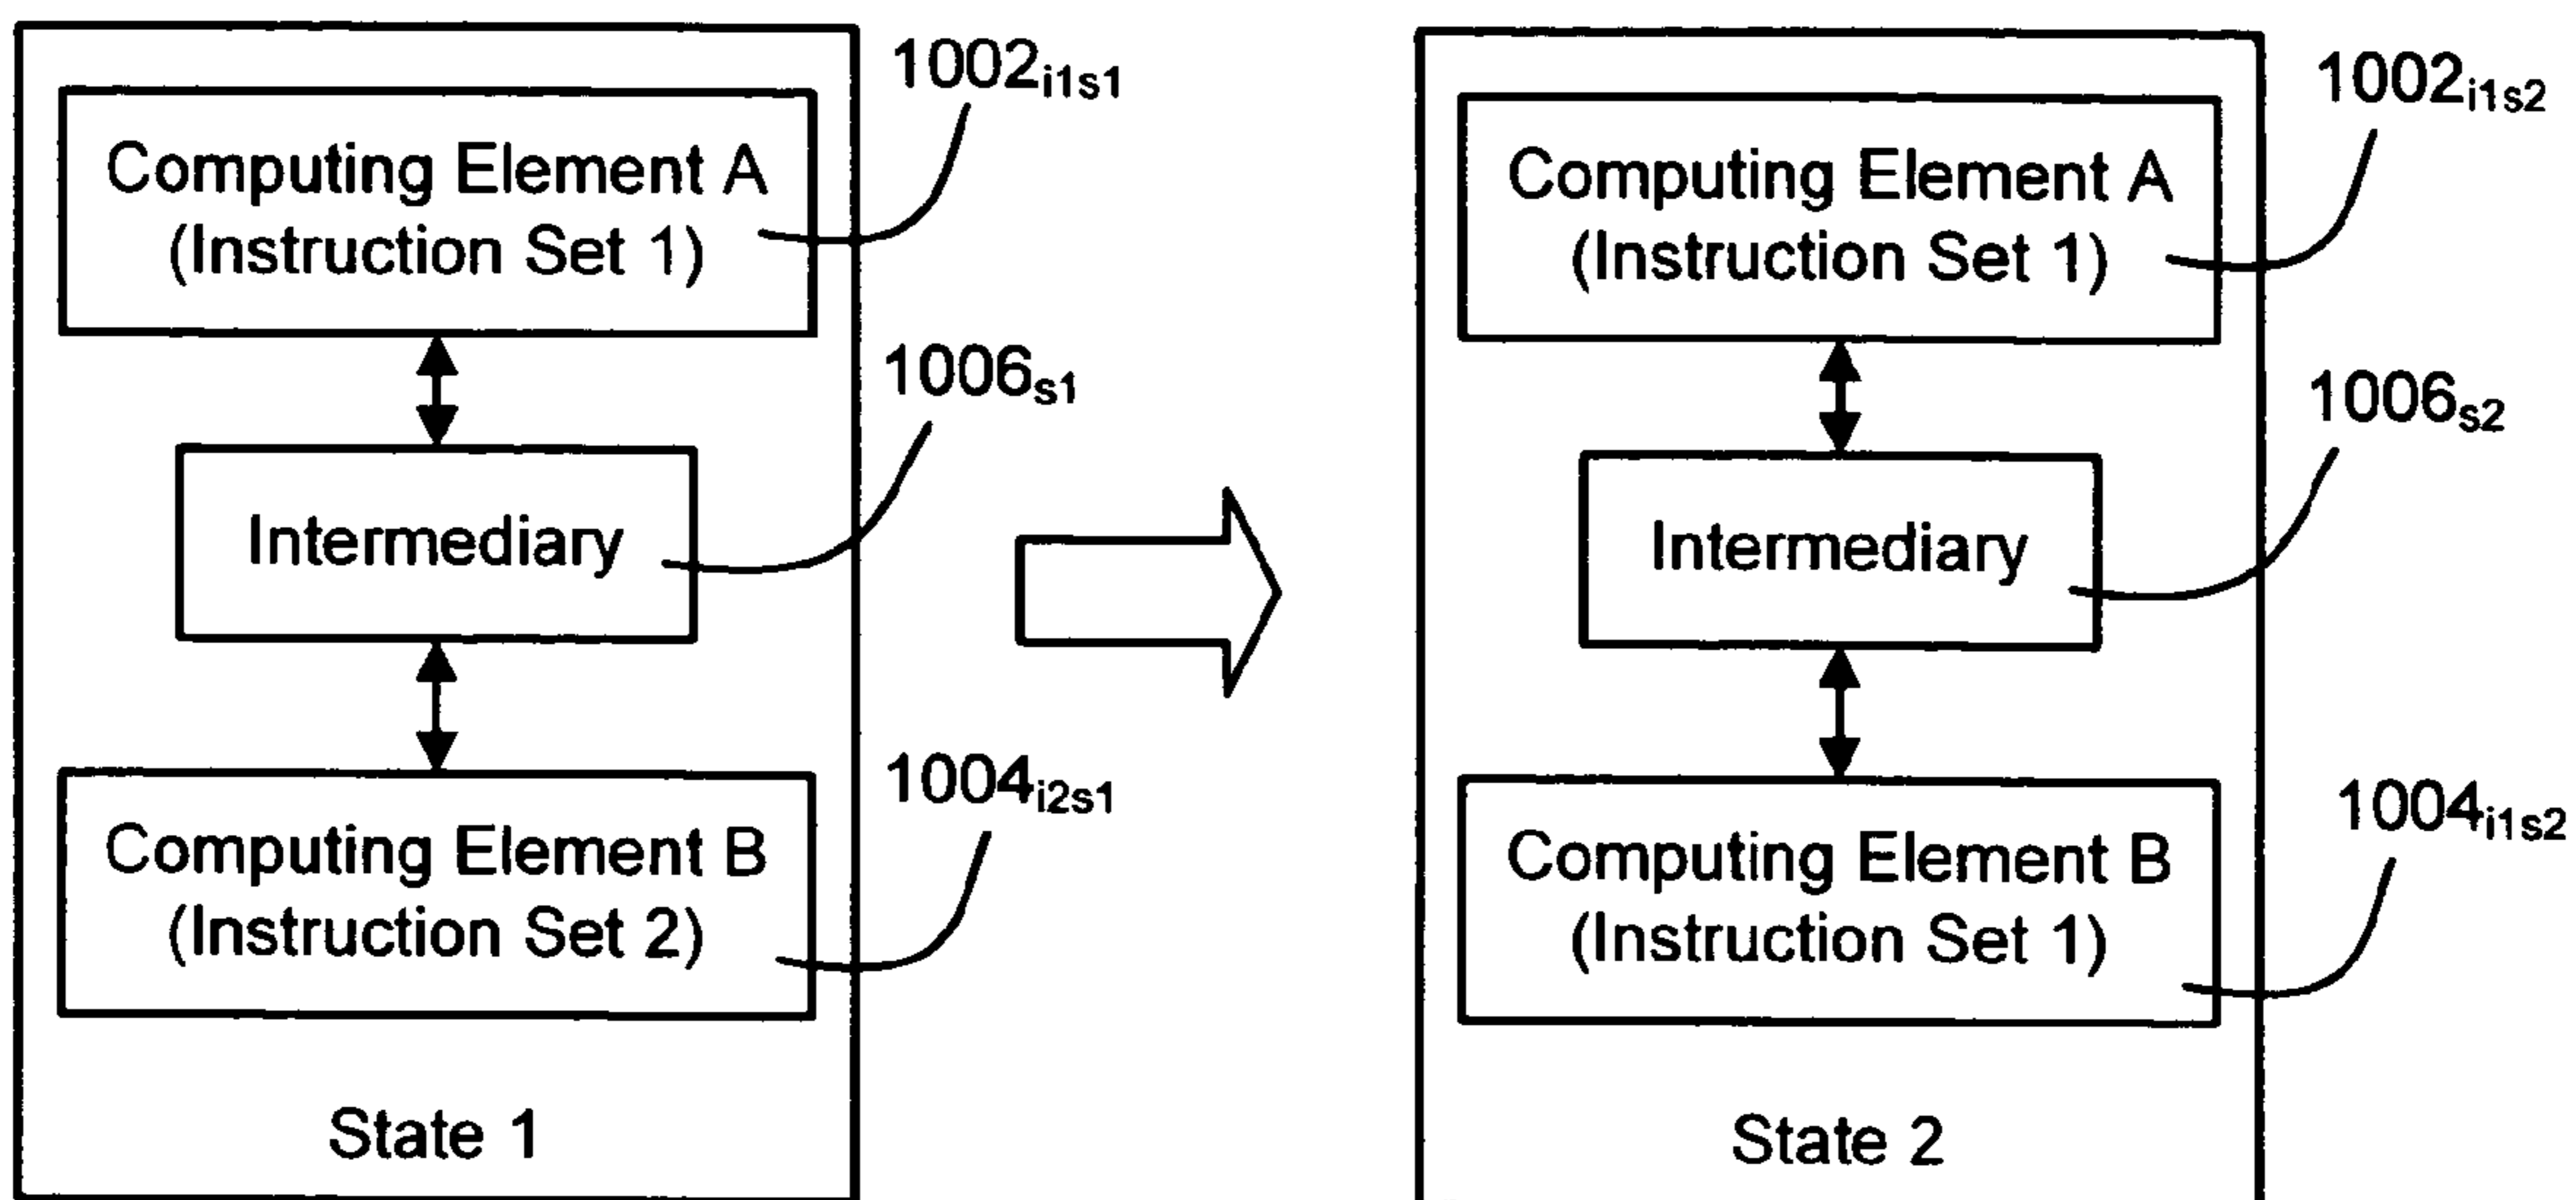 Computing Element A
(Instruction Set 1)
1002i1s1
Intermediary
1006s1
Computing Element B
(Instruction Set 2)
1004i2s1
State 1
Computing Element A
(Instruction Set 1)
1002i1s2
Intermediary
1006s2
Computing Element B
(Instruction Set 1)
1004i1s2
State 2